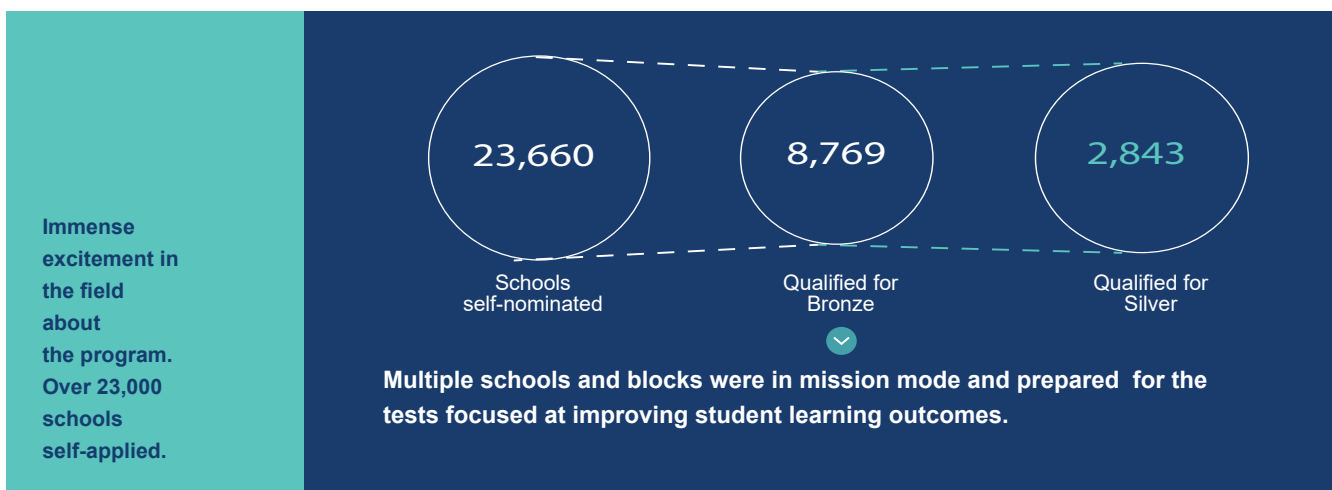 Immense
excitement in
the field
about
the program.
Over 23,000
schools
self-applied.
23,660
8,769
2,843
Schools
self-nominated
Qualified for
Bronze
Qualified for
Silver
Multiple schools and blocks were in mission mode and prepared for the
tests focused at improving student learning outcomes.